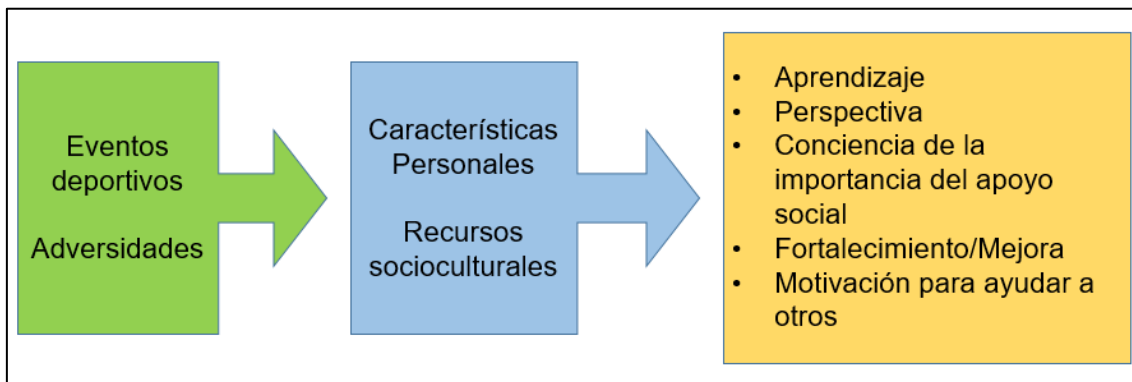 Eventos
deportivos
Adversidades
Característicās
Personales
Recursos
socioculturales
• Aprendizaje
• Perspectiva
• Conciencia de la
importancia del apoyo
social
• Fortalecimiento/Mejora
• Motivación para ayudar a
otros